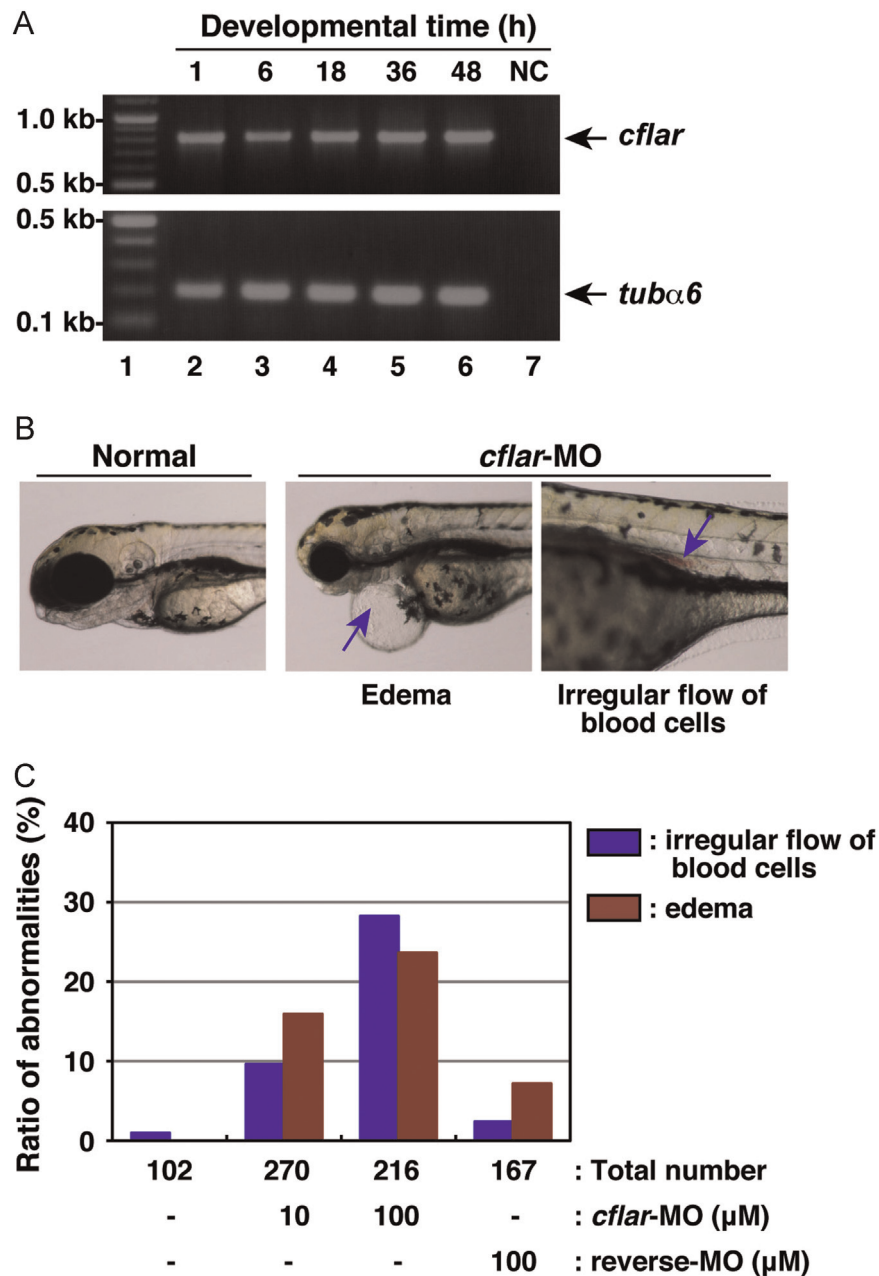 A
Developmental time (h)
1 6 18 36 48 NC
1.0 kb-
cflar
0.5 kb-
0.5 kb-
tubα6
0.1 kb-
1 2 3 4 5 6 7
B
Normal
cflar-MO
Edema
Irregular flow of
blood cells
C
Ratio of abnormalities (%)
40
30
20
10
0
: irregular flow of
blood cells
: edema
102 270 216 167 : Total number
- 10 100 - : cflar-MO (µM)
- - - 100 : reverse-MO (µM)